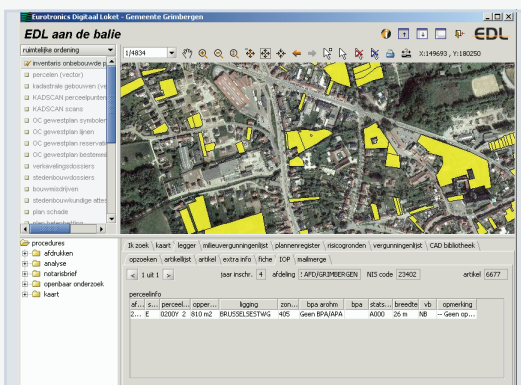 Eurotronics Digitaal Loket - Gemeente Grimbergen
EDL aan de balie
EDL
ruimtelijke ordening
1/4834
X:149693, Y:180250
inventaris onbebouwde p
percelen (vector)
kadastrale gebouwen (ve
KADSCAN perceelpunten
KADSCAN scans
OC gewestplan symbolen
OC gewestplan lijnen
OC gewestplan reservati
OC gewestplan bestemmi
verkavelingsdossiers
stedenbouwdossiers
bouwmisdrijven
stedenbouwkundige attes
plan schade
procedures
afdrukken
analyse
notarisbrief
openbaar onderzoek
kaart
Ik zoek kaart legger milieuvergunningenlijst plannenregister risicogronden vergunningenlijst CAD bibliotheek
opzoeken artikellijst artikel extra info fiche IOP mailmerge
< 1 uit 1 > jaar inschr. 4 afdeling AFD/GRIMBERGEN NIS code 23402 artikel 6677
perceelinfo
af... s... perceel... opper... ligging zon... bpa arohm bpa stats... breedte vb opmerking
2... E 0200Y 2 810 m2 BRUSSELSESTWG 405 Geen BPA/APA A000 26 m NB -- Geen op...